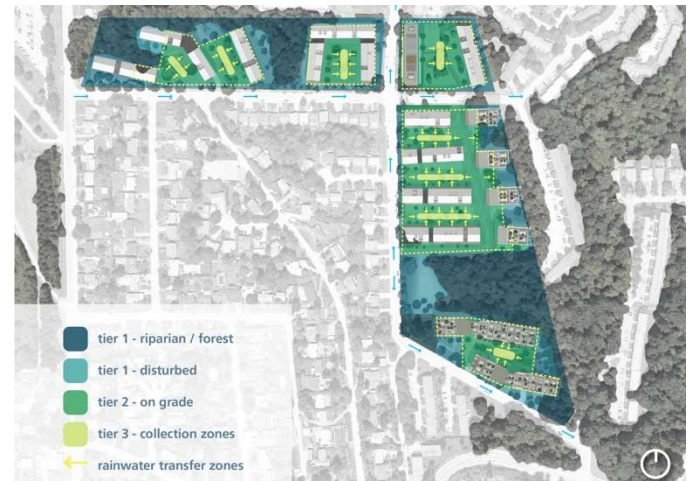 tier 1 - riparian / forest
tier 1 - disturbed
tier 2 - on grade
tier 3 - collection zones
rainwater transfer zones